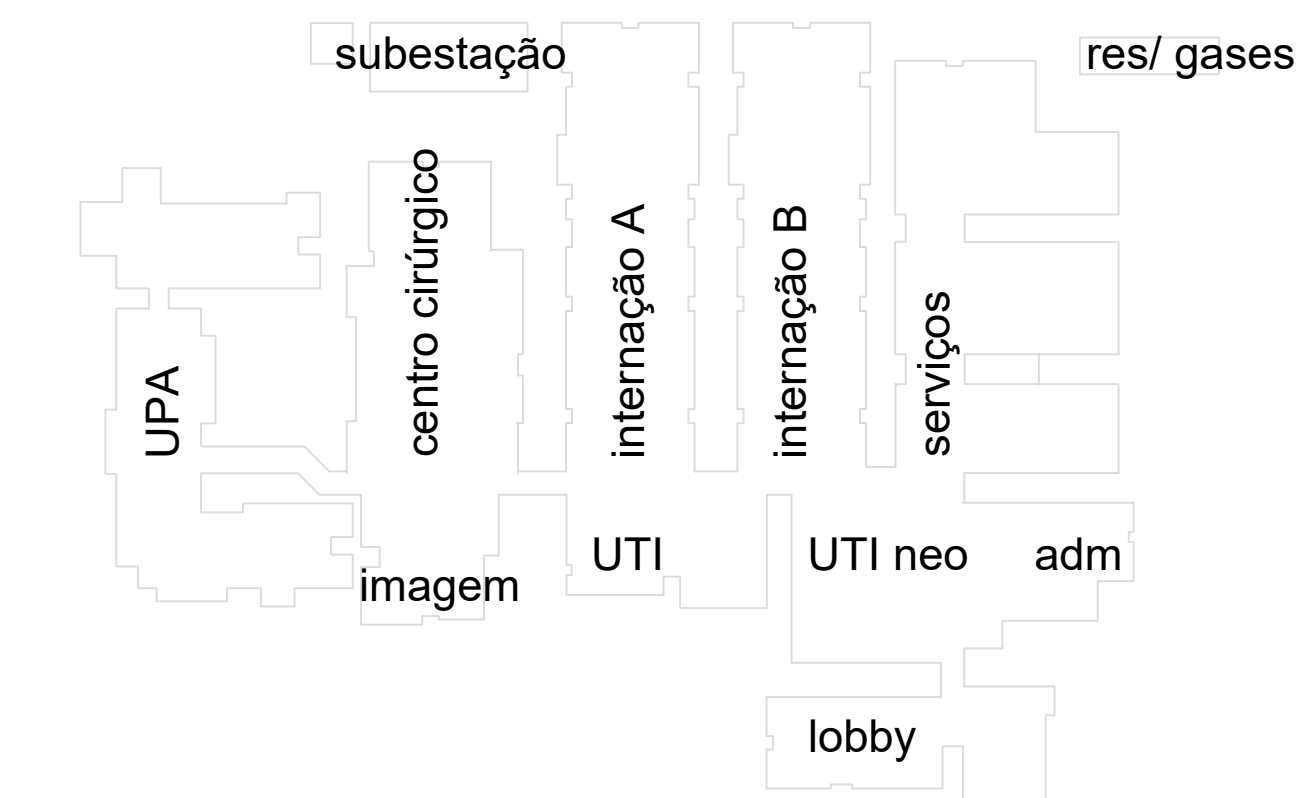 subestação
res/ gases
centro cirúrgico
internação A
internação B
serviços
UPA
UTI
UTI neo
adm
imagem
lobby